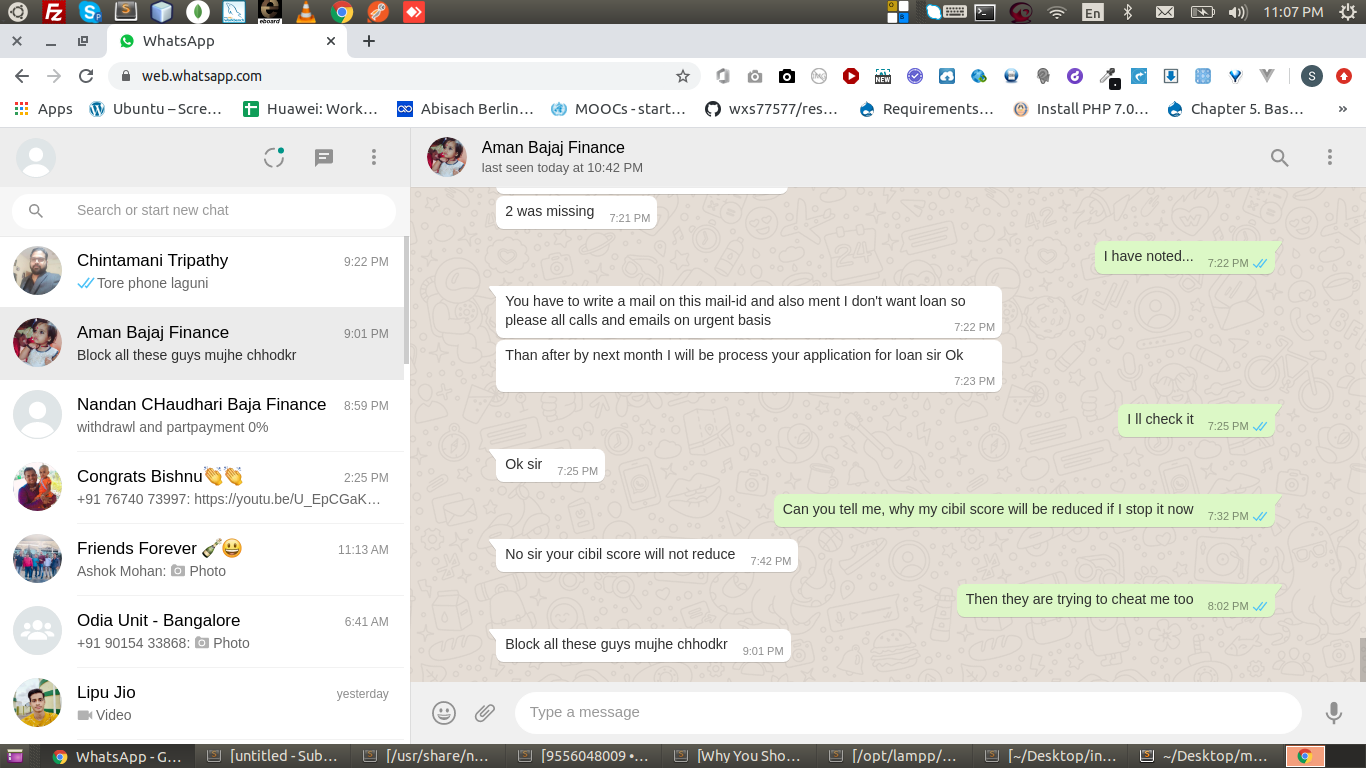 eboard
En
11:07 PM
WhatsApp
web.whatsapp.com
NEW
S
Apps
Ubuntu – Scre...
Huawei: Work...
Abisach Berlin...
MOOCs - start...
wxs77577/res...
Requirements...
Install PHP 7.0...
Chapter 5. Bas...
»
Aman Bajaj Finance
last seen today at 10:42 PM
Search or start new chat
Chintamani Tripathy
9:22 PM
Tore phone laguni
Aman Bajaj Finance
9:01 PM
Block all these guys mujhe chhodkr
Nandan CHaudhari Baja Finance
8:59 PM
withdrawl and partpayment 0%
Congrats Bishnu👏👏
2:25 PM
+91 76740 73997: https://youtu.be/U_EpCGaK…
Friends Forever 🍾😃
11:13 AM
Ashok Mohan: Photo
Odia Unit - Bangalore
6:41 AM
+91 90154 33868: Photo
Lipu Jio
yesterday
Video
2 was missing
7:21 PM
I have noted...
7:22 PM
You have to write a mail on this mail-id and also ment I don't want loan so
please all calls and emails on urgent basis
7:22 PM
Than after by next month I will be process your application for loan sir Ok
7:23 PM
I ll check it
7:25 PM
Ok sir
7:25 PM
Can you tell me, why my cibil score will be reduced if I stop it now
7:32 PM
No sir your cibil score will not reduce
7:42 PM
Then they are trying to cheat me too
8:02 PM
Block all these guys mujhe chhodkr
9:01 PM
Type a message
WhatsApp - G...
[untitled - Sub...
[/usr/share/n...
[9556048009 •...
[Why You Sho...
[/opt/lampp/...
[~/Desktop/in...
~/Desktop/m...